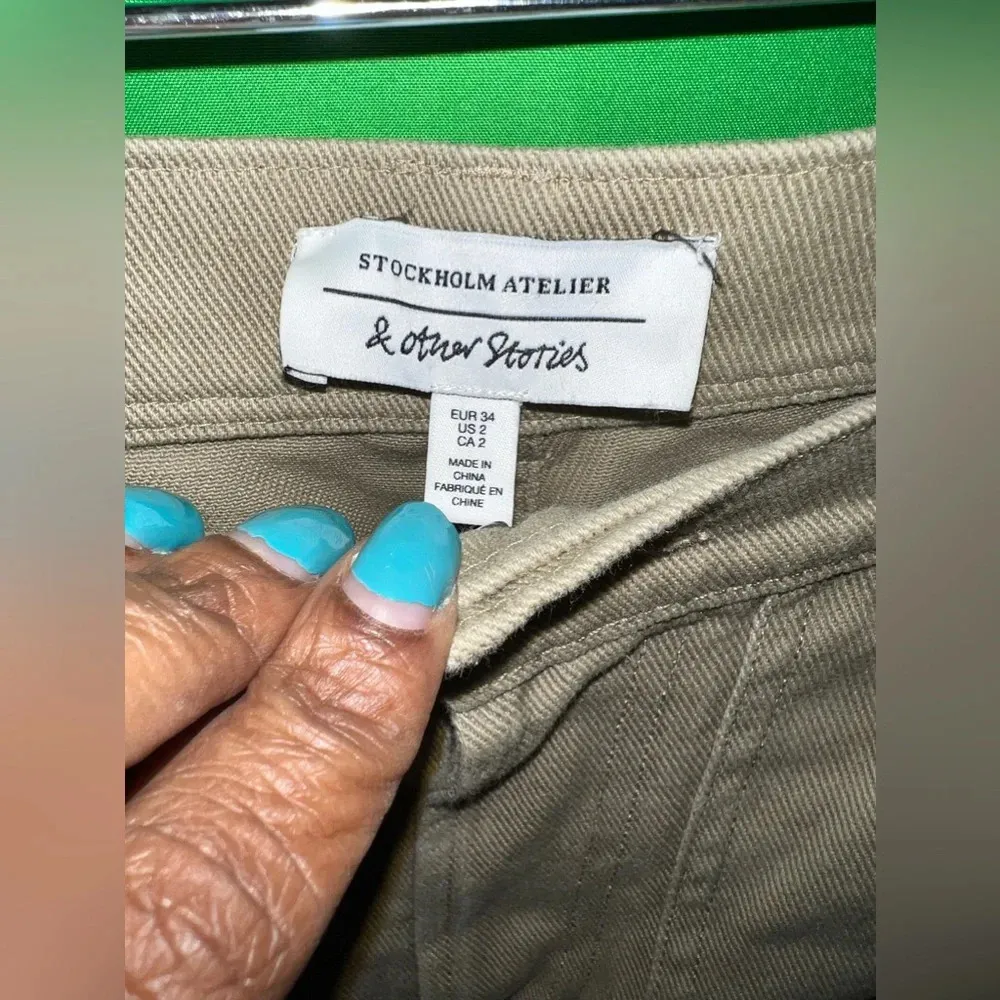 STOCKHOLM ATELIER
& other Stories
EUR 34
US 2
CA 2
MADE IN
CHINA
FABRIQUÉ EN
CHINE